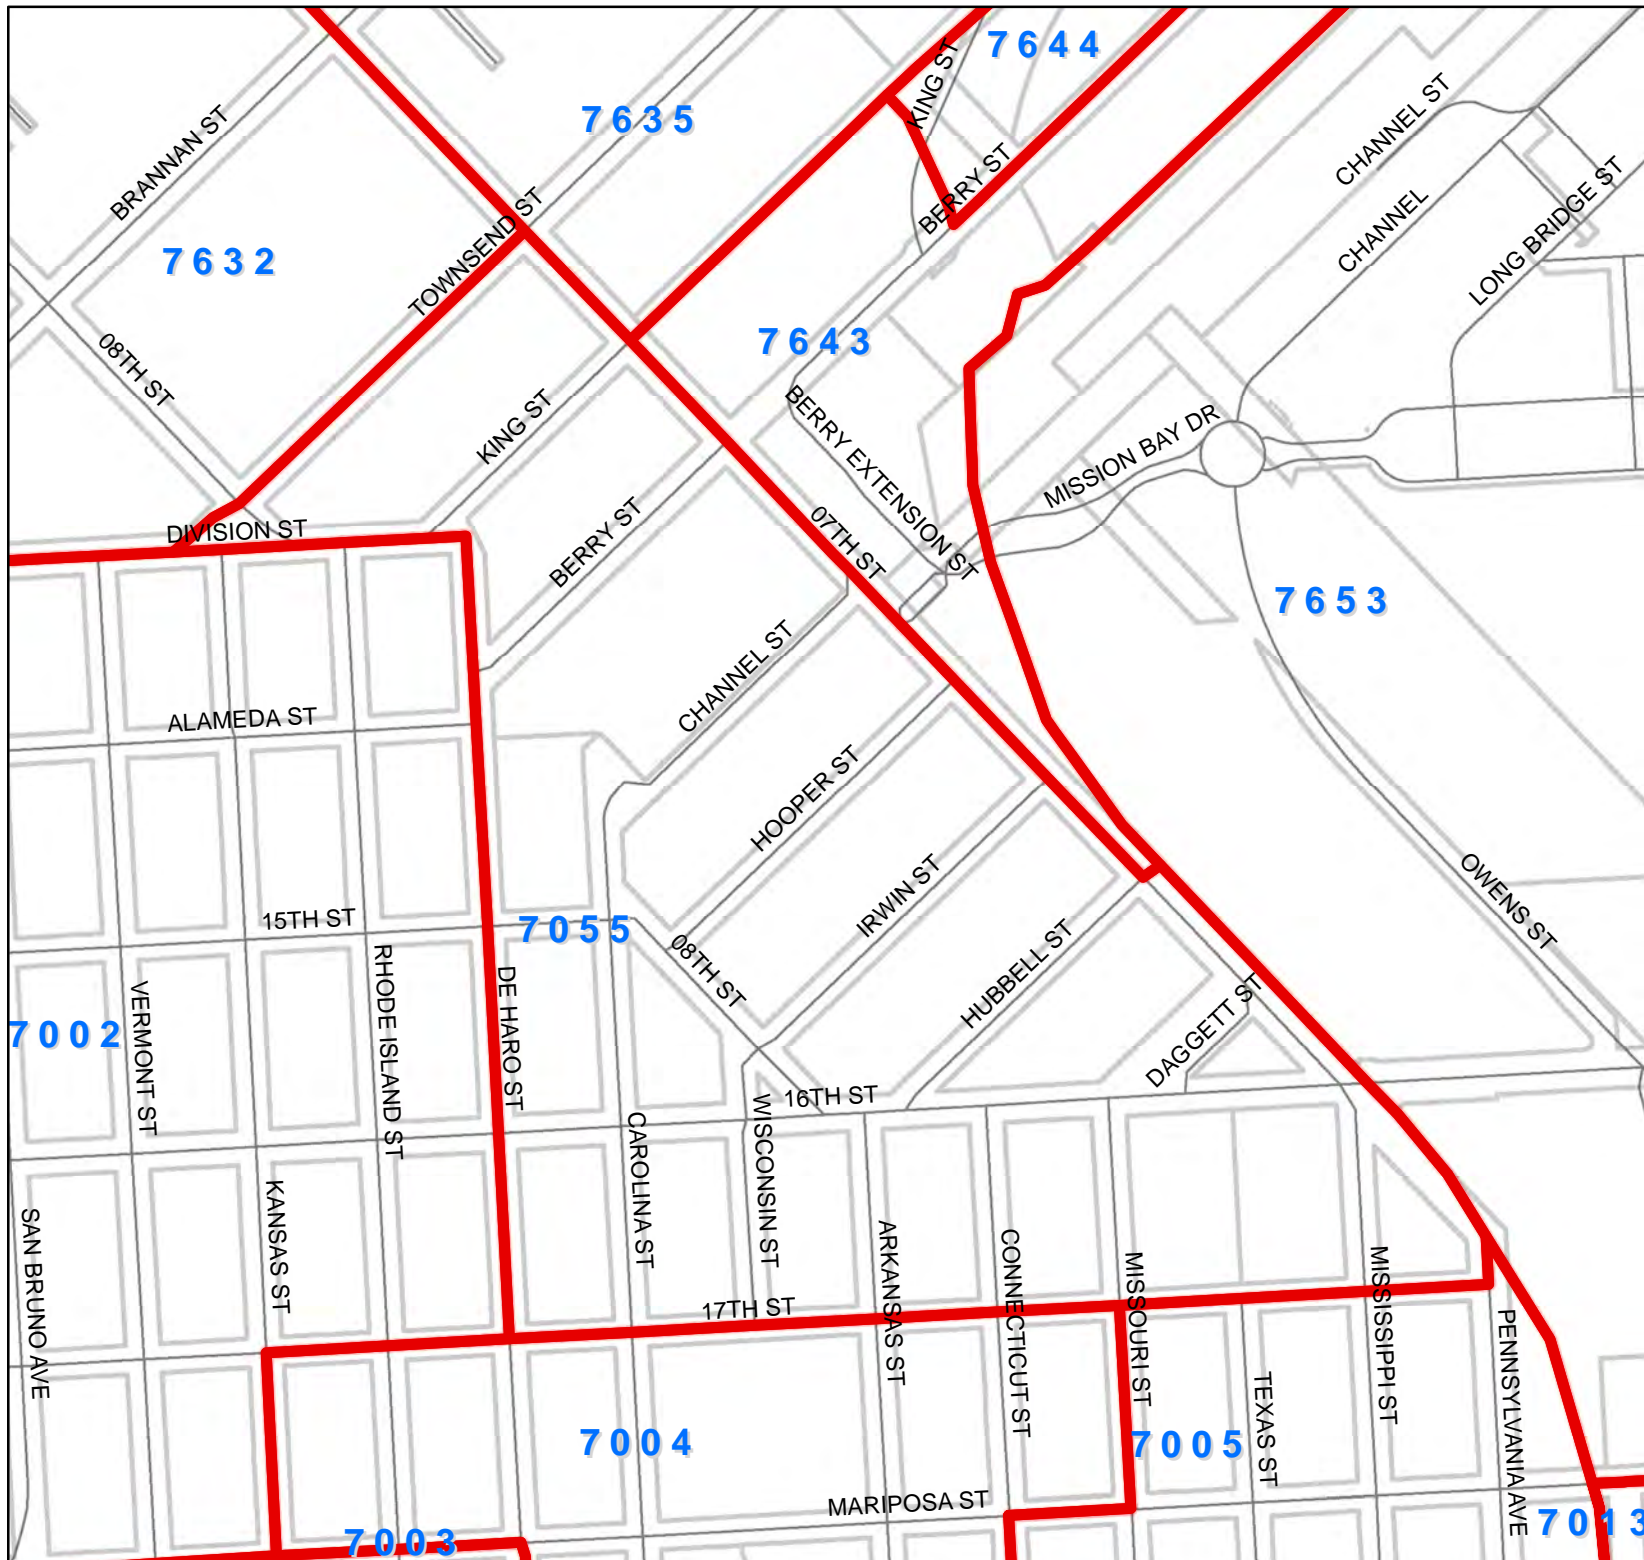 7644
KING ST
7635
BRANNAN ST
CHANNEL ST
BERRY ST
LONG BRIDGE ST
CHANNEL
TOWNSEND ST
7632
7643
08TH ST
KING ST
BERRY EXTENSION ST
MISSION BAY DR
DIVISION ST
BERRY ST
07TH ST
7653
CHANNEL ST
ALAMEDA ST
HOOPER ST
IRWIN ST
OWENS ST
15TH ST
7055
08TH ST
HUBBELL ST
DAGGETT ST
7002
VERMONT ST
RHODE ISLAND ST
DE HARO ST
16TH ST
WISCONSIN ST
CAROLINA ST
KANSAS ST
SAN BRUNO AVE
ARKANSAS ST
CONNECTICUT ST
MISSOURI ST
MISSISSIPPI ST
17TH ST
PENNSYLVANIA AVE
TEXAS ST
7004
7005
MARIPOSA ST
7003
7013